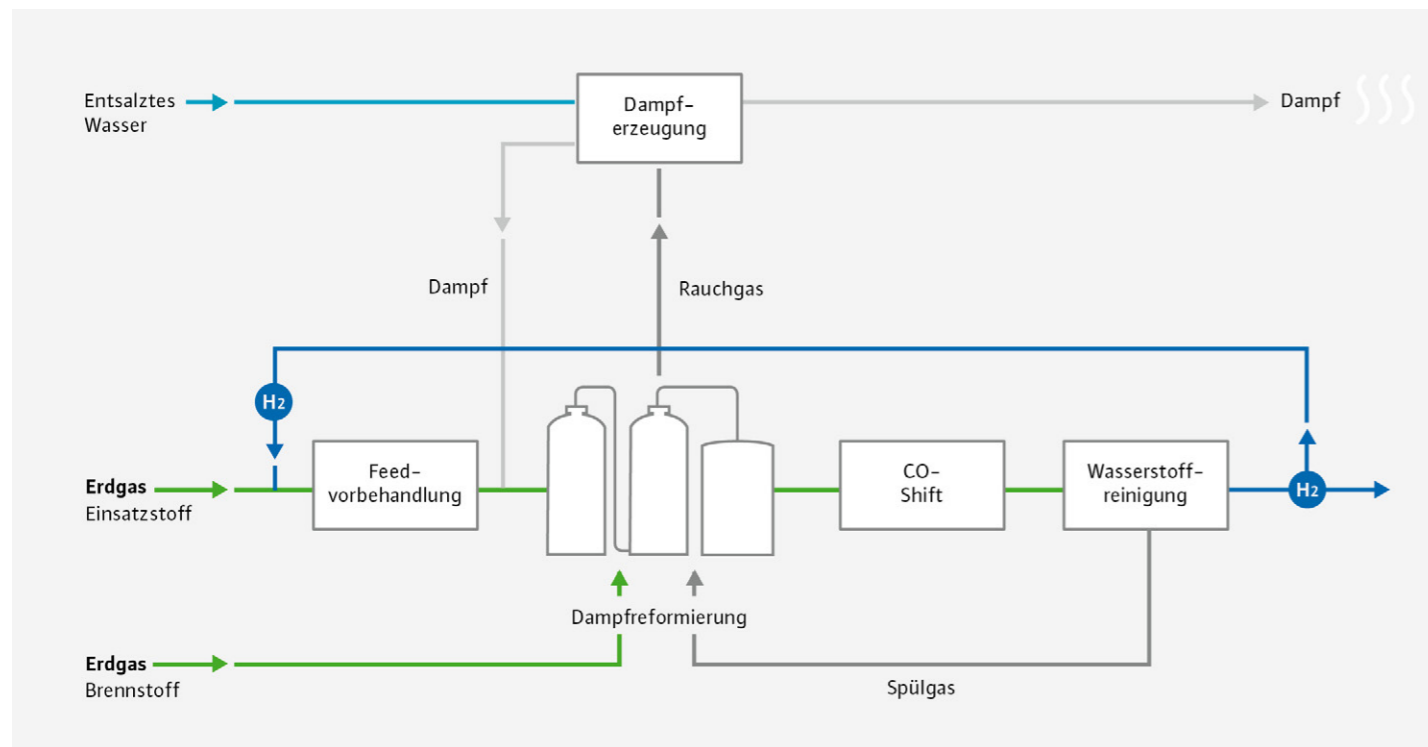 Entsalztes
Wasser
Dampf-
erzeugung
Dampf
Dampf
Rauchgas
H2
Erdgas
Einsatzstoff
Feed-
vorbehandlung
CO-
Shift
Wasserstoff-
reinigung
H2
Dampfreformierung
Erdgas
Brennstoff
Spülgas